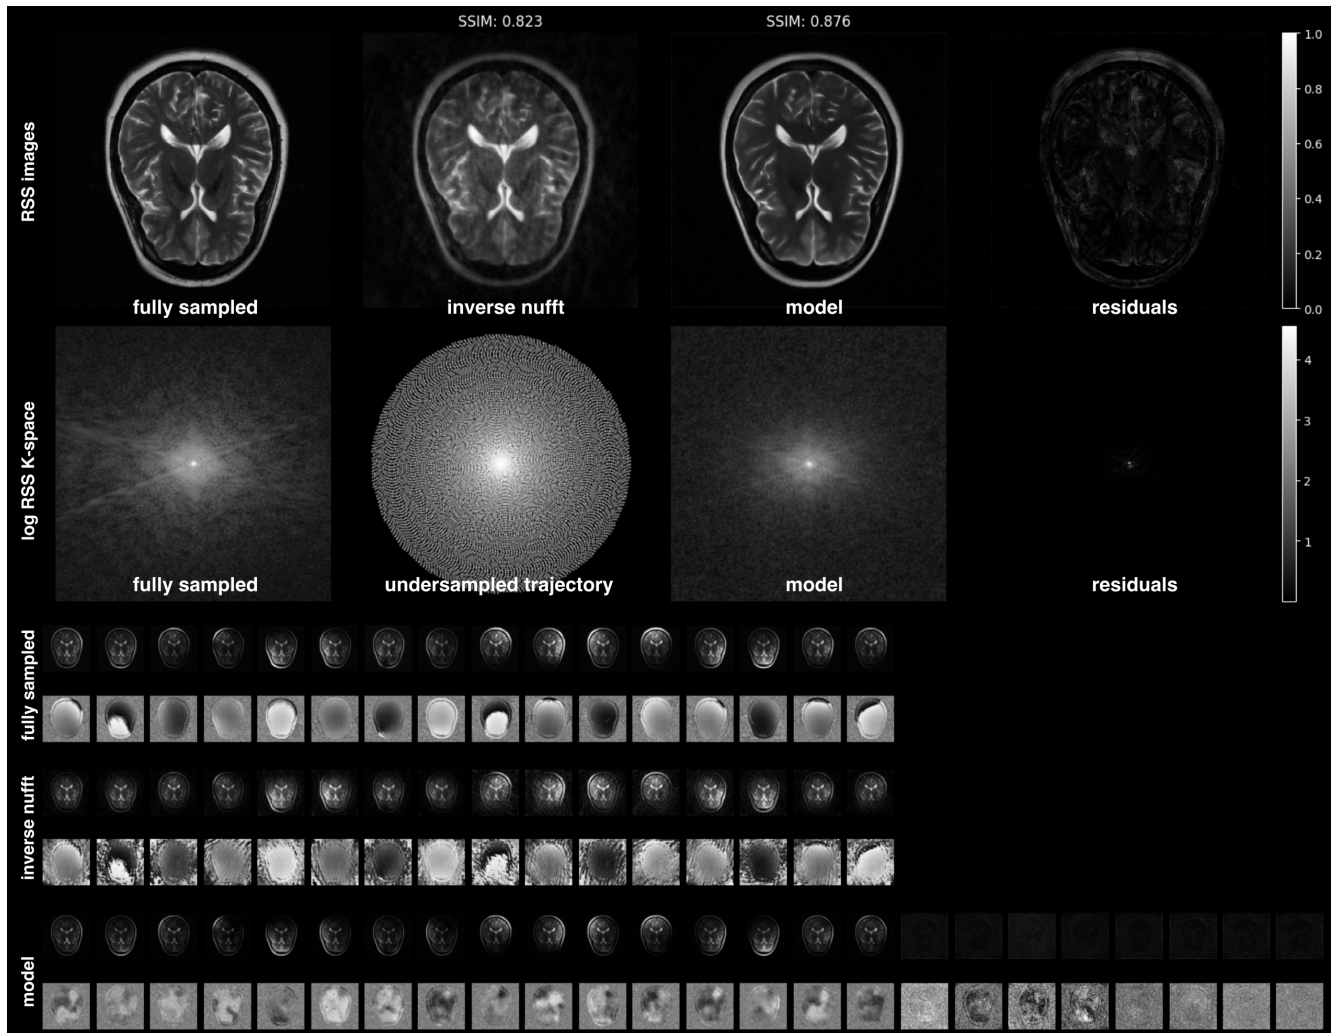 SSIM: 0.823
SSIM: 0.876
RSS images
fully sampled
inverse nufft
model
residuals
1.0
0.8
0.6
0.4
0.2
0.0
log RSS K-space
fully sampled
undersampled trajectory
model
residuals
4
3
2
1
fully sampled
inverse nufft
model